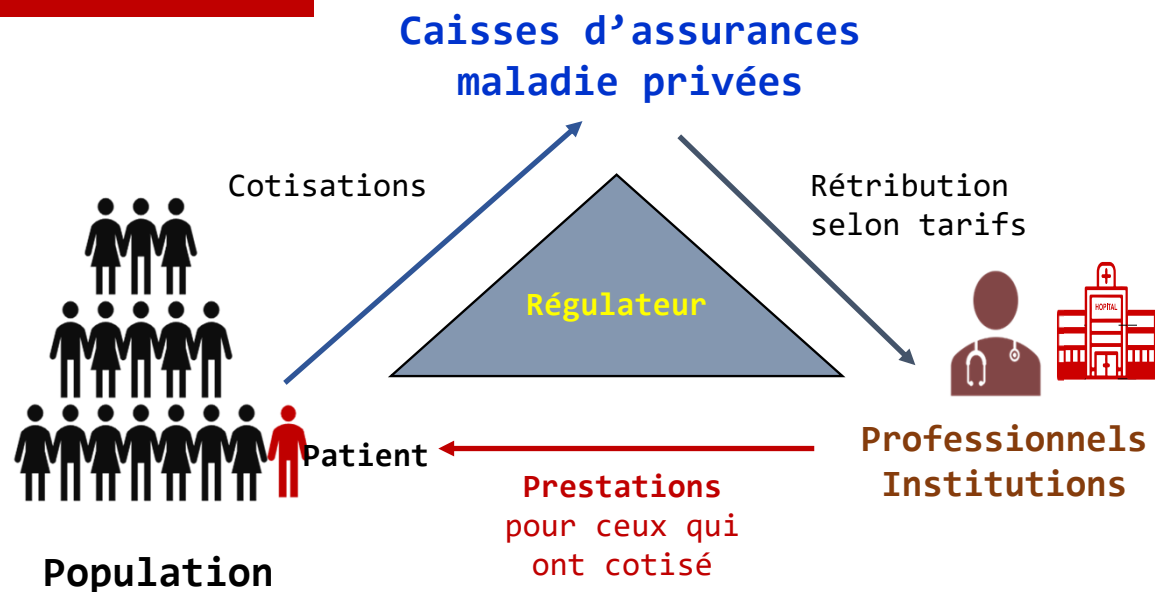 Caisses d’assurances
maladie privées
Cotisations
Rétribution
selon tarifs
Régulateur
HOPÏTAL
Patient
Professionnels
Institutions
Prestations
pour ceux qui
ont cotisé
Population